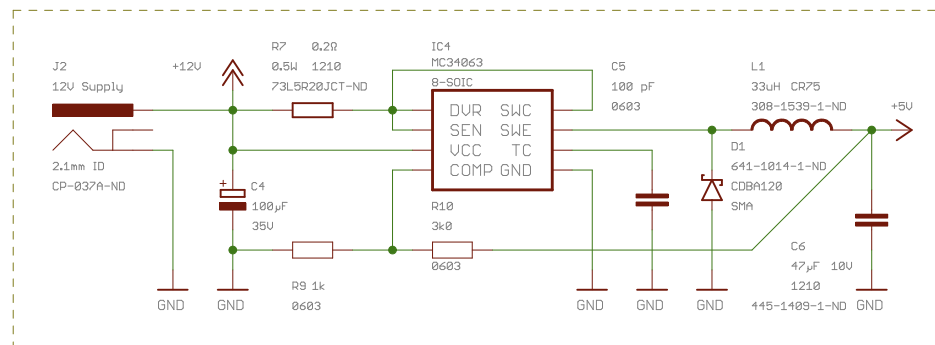 J2
12V Supply
2.1mm ID
CP-037A-ND
+12V
R7 0.2Ω
0.5W 1210
73L5R20JCT-ND
IC4
MC34063
8-SOIC
DVR SWC
SEN SWE
VCC TC
COMP GND
C5
100 pF
0603
L1
33uH CR75
308-1539-1-ND
+5V
D1
641-1014-1-ND
CDBA120
SMA
+
C4
100µF
35V
R10
3k0
0603
R9 1k
0603
C6
47µF 10V
1210
445-1409-1-ND
GND
GND
GND
GND
GND
GND